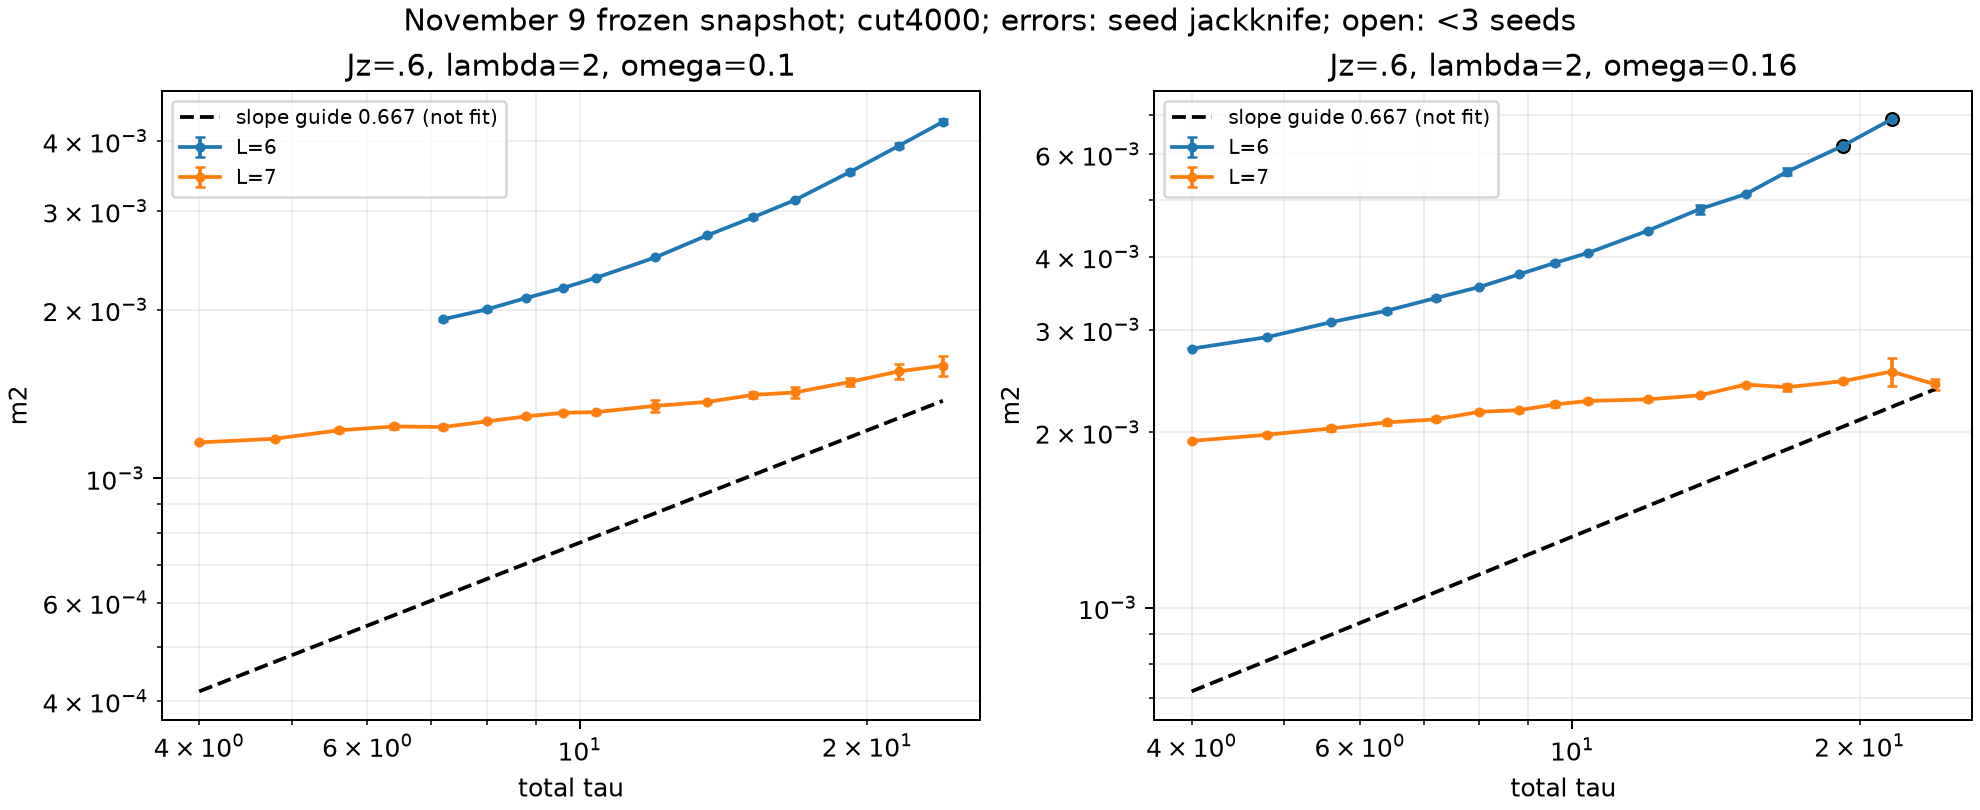 November 9 frozen snapshot; cut4000; errors: seed jackknife; open: <3 seeds
Jz=.6, lambda=2, omega=0.1
slope guide 0.667 (not fit)
L=6
L=7
4 × 10⁻³
3 × 10⁻³
2 × 10⁻³
10⁻³
6 × 10⁻⁴
4 × 10⁻⁴
m2
4 × 10⁰
6 × 10⁰
10¹
2 × 10¹
total tau
Jz=.6, lambda=2, omega=0.16
slope guide 0.667 (not fit)
L=6
L=7
6 × 10⁻³
4 × 10⁻³
3 × 10⁻³
2 × 10⁻³
10⁻³
m2
4 × 10⁰
6 × 10⁰
10¹
2 × 10¹
total tau